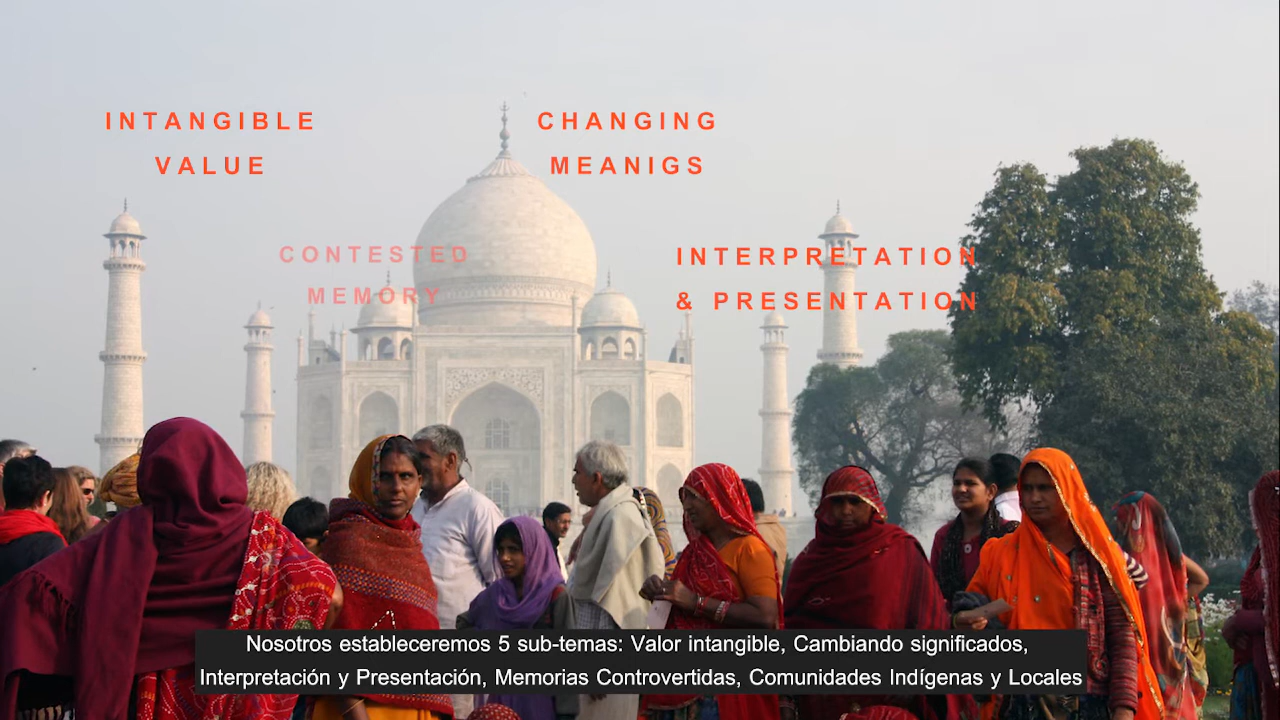 INTANGIBLE
VALUE
CHANGING
MEANIGS
CONTESTED
MEMORY
INTERPRETATION
& PRESENTATION
Nosotros estableceremos 5 sub-temas: Valor intangible, Cambiando significados,
Interpretación y Presentación, Memorias Controvertidas, Comunidades Indígenas y Locales